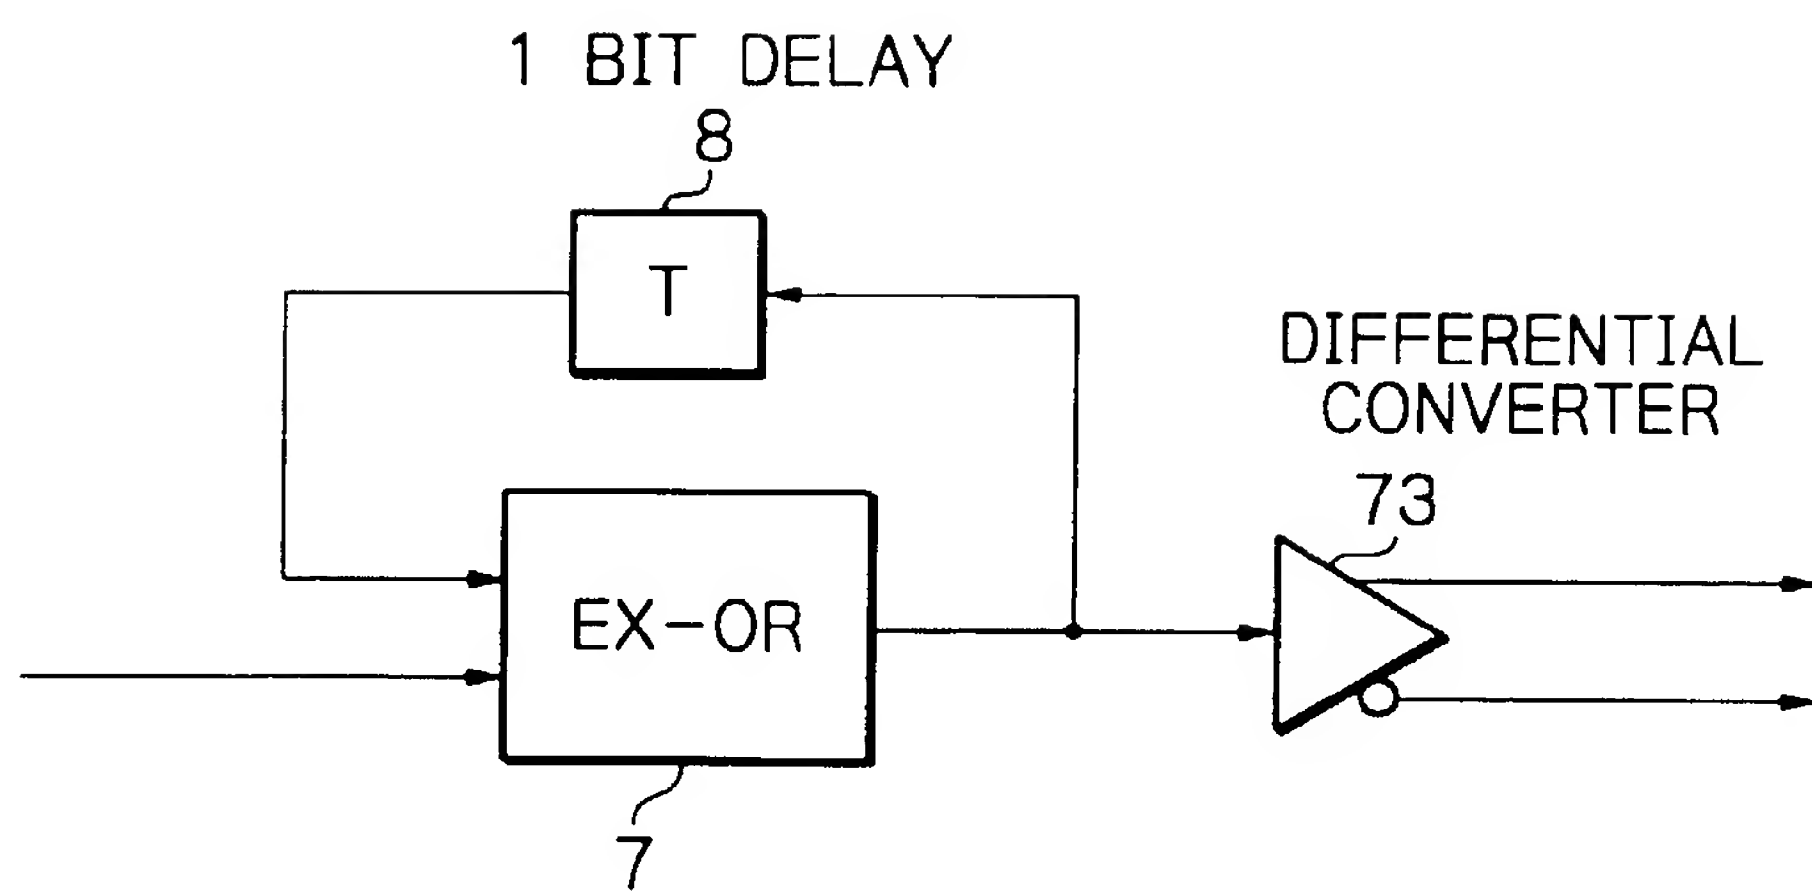 1 BIT DELAY
8
T
DIFFERENTIAL
CONVERTER
73
EX-OR
7